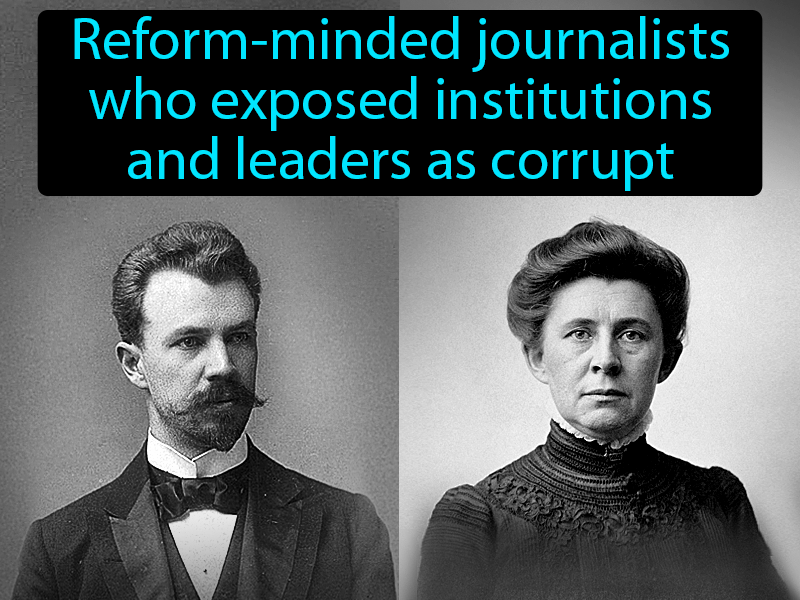 Reform-minded journalists
who exposed institutions
and leaders as corrupt